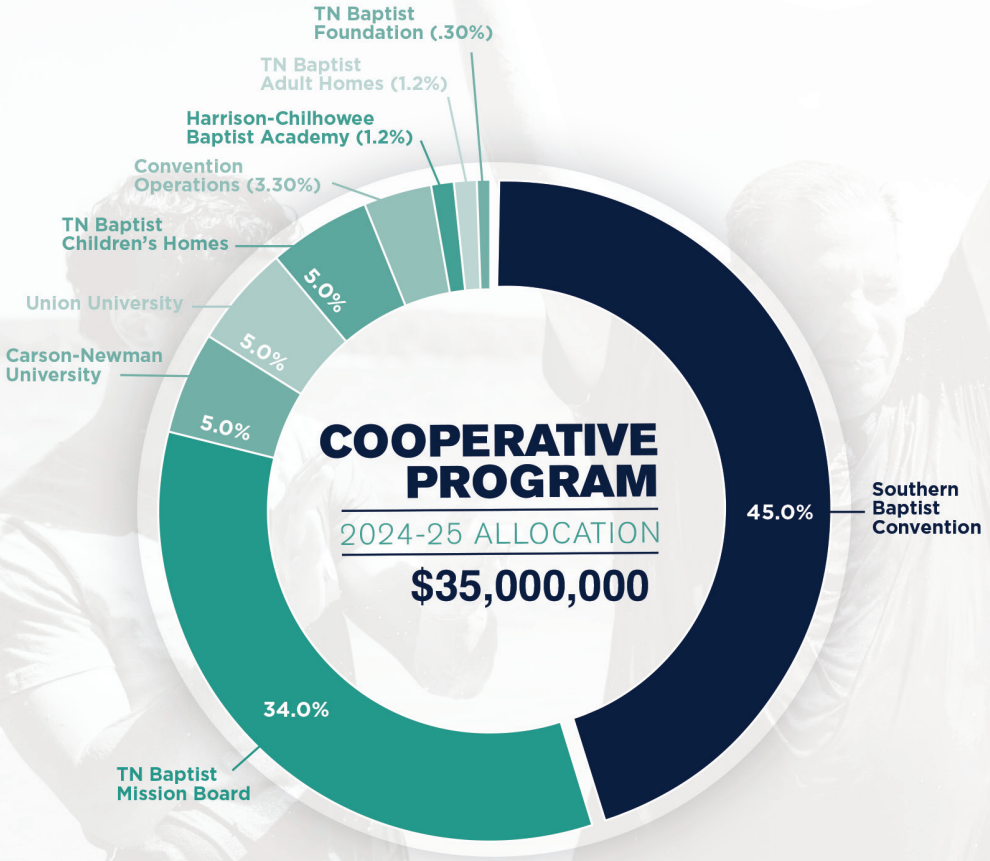 TN Baptist
Foundation (.30%)
TN Baptist
Adult Homes (1.2%)
Harrison-Chilhowee
Baptist Academy (1.2%)
Convention
Operations (3.30%)
TN Baptist
Children's Homes
5.0%
Union University
5.0%
Carson-Newman
University
5.0%
COOPERATIVE
PROGRAM
2024-25 ALLOCATION
$35,000,000
45.0%
Southern
Baptist
Convention
34.0%
TN Baptist
Mission Board